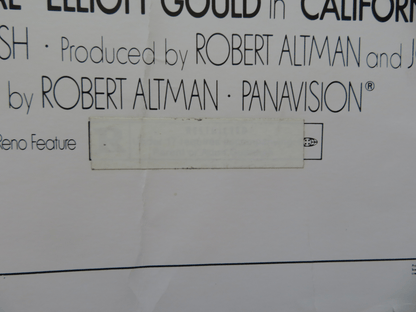 ELLIOTT GOULD in CALIFORN
SH · Produced by ROBERT ALTMAN and J
by ROBERT ALTMAN · PANAVISION®
Reno Feature